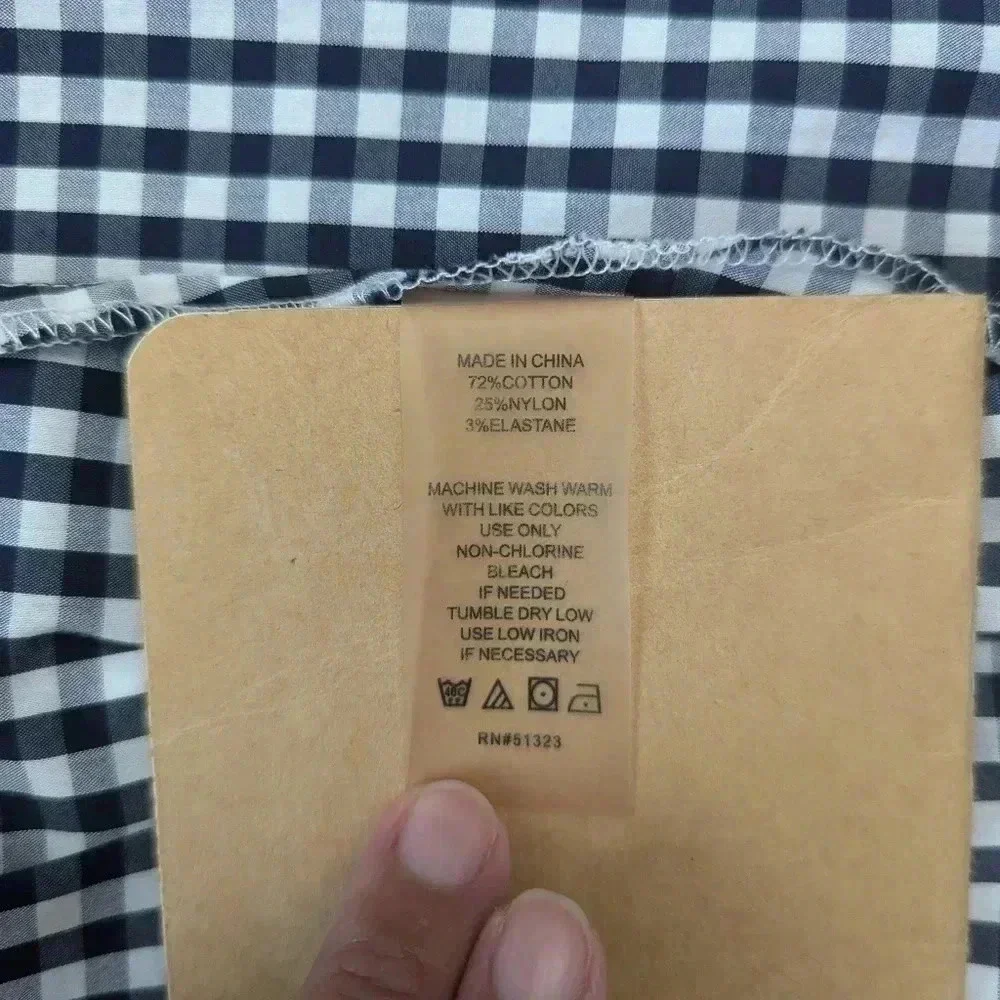 MADE IN CHINA
72%COTTON
25%NYLON
3%ELASTANE
MACHINE WASH WARM
WITH LIKE COLORS
USE ONLY
NON-CHLORINE
BLEACH
IF NEEDED
TUMBLE DRY LOW
USE LOW IRON
IF NECESSARY
40C
RN#51323